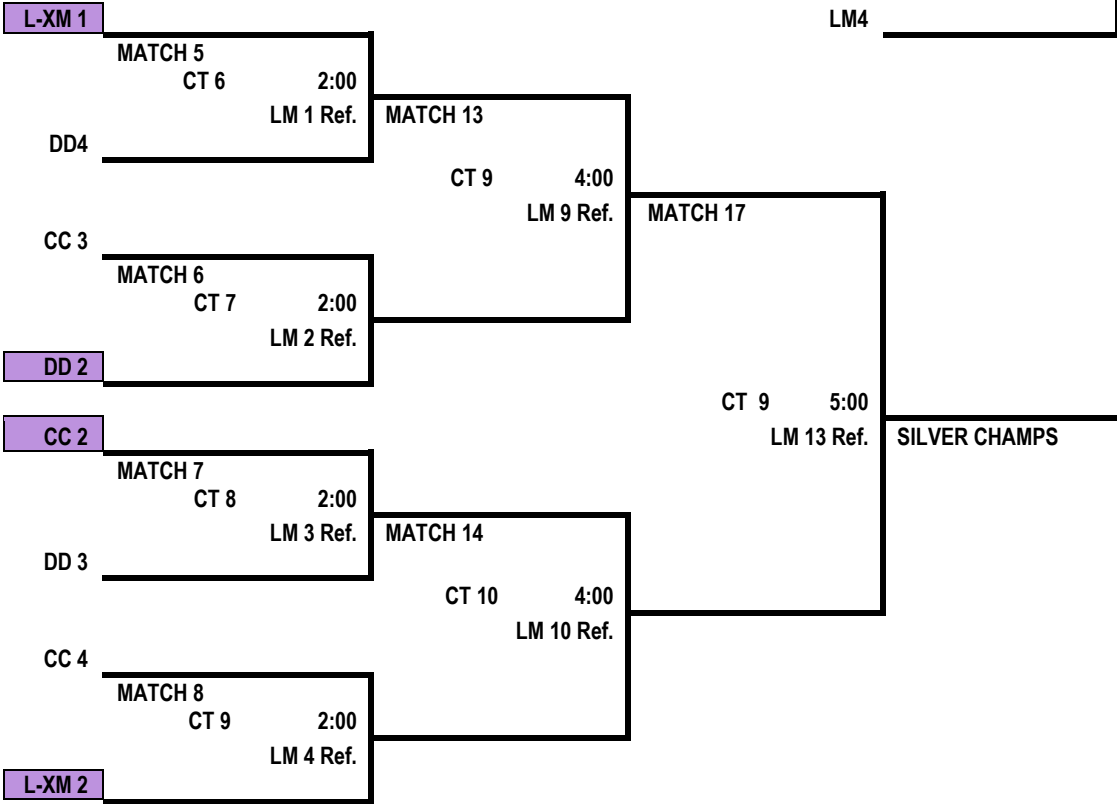 L-XM 1
LM4
MATCH 5
CT 6 2:00
LM 1 Ref.
MATCH 13
DD4
CT 9 4:00
LM 9 Ref.
MATCH 17
CC 3
MATCH 6
CT 7 2:00
LM 2 Ref.
DD 2
CT 9 5:00
LM 13 Ref.
SILVER CHAMPS
CC 2
MATCH 7
CT 8 2:00
LM 3 Ref.
MATCH 14
DD 3
CT 10 4:00
LM 10 Ref.
CC 4
MATCH 8
CT 9 2:00
LM 4 Ref.
L-XM 2